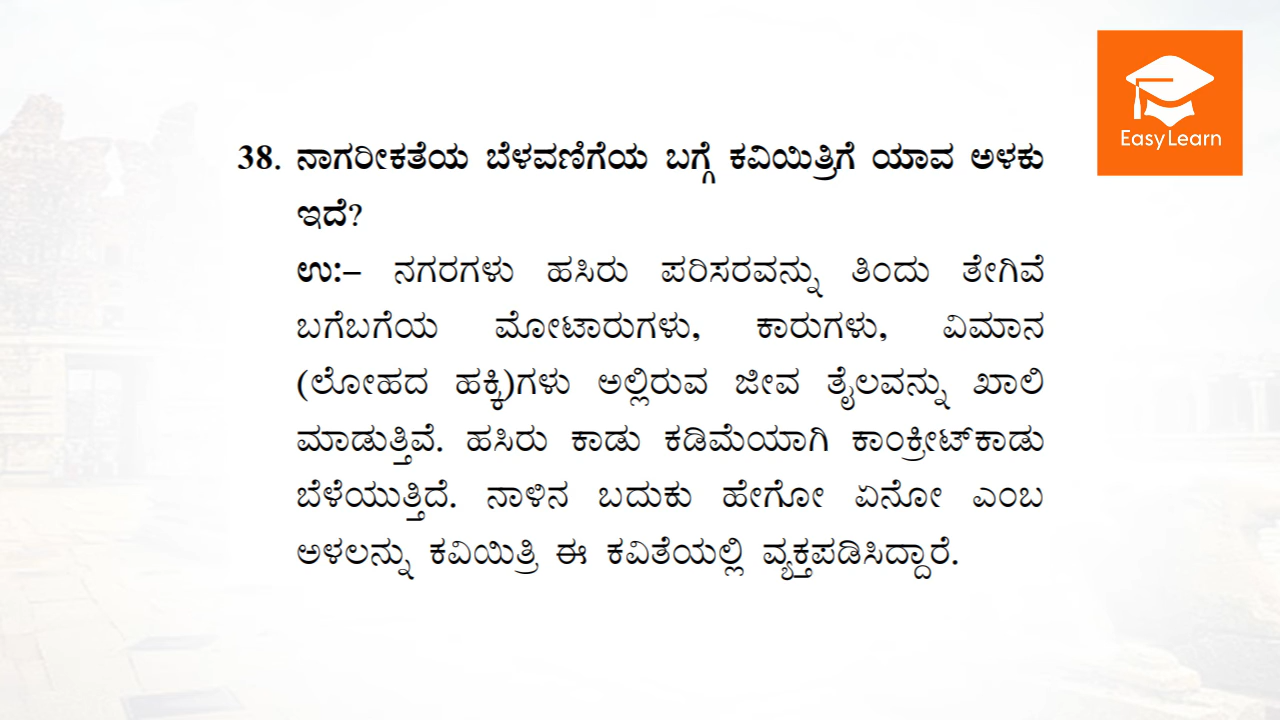 EasyLearn
38. ನಾಗರೀಕತೆಯ ಬೆಳವಣಿಗೆಯ ಬಗ್ಗೆ ಕವಿಯಿತ್ರಿಗೆ ಯಾವ ಅಳಕು
ಇದೆ?
ಉ:– ನಗರಗಳು ಹಸಿರು ಪರಿಸರವನ್ನು ತಿಂದು ತೇಗಿವೆ
ಬಗೆಬಗೆಯ ಮೋಟಾರುಗಳು, ಕಾರುಗಳು, ವಿಮಾನ
(ಲೋಹದ ಹಕ್ಕಿ)ಗಳು ಅಲ್ಲಿರುವ ಜೀವ ತೈಲವನ್ನು ಖಾಲಿ
ಮಾಡುತ್ತಿವೆ. ಹಸಿರು ಕಾಡು ಕಡಿಮೆಯಾಗಿ ಕಾಂಕ್ರೀಟ್‌ಕಾಡು
ಬೆಳೆಯುತ್ತಿದೆ. ನಾಳಿನ ಬದುಕು ಹೇಗೋ ಏನೋ ಎಂಬ
ಅಳಲನ್ನು ಕವಿಯಿತ್ರಿ ಈ ಕವಿತೆಯಲ್ಲಿ ವ್ಯಕ್ತಪಡಿಸಿದ್ದಾರೆ.